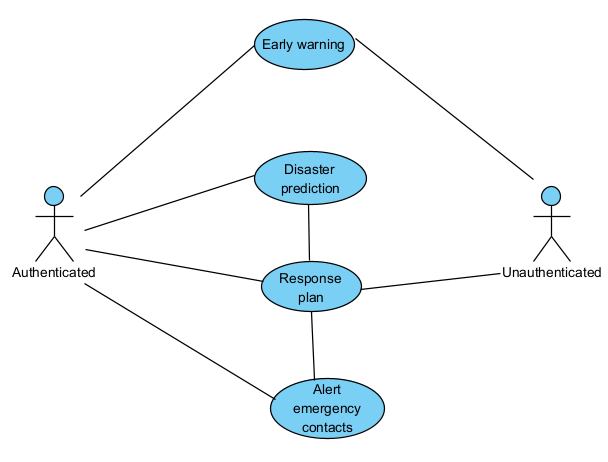 Early warning
Disaster
prediction
Authenticated
Unauthenticated
Response
plan
Alert
emergency
contacts